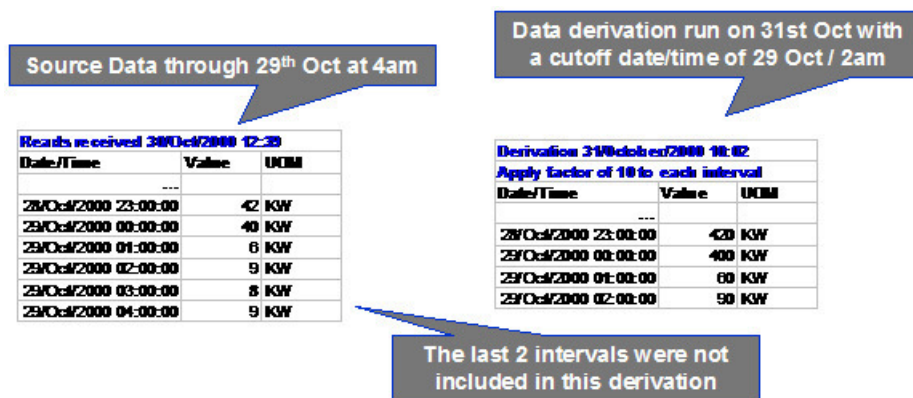 Data derivation run on 31st Oct with
a cutoff date/time of 29 Oct / 2am
Source Data through 29th Oct at 4am
Reads received 30/Oct/2000 12:39
Date/Time Value UOM
---
28/Oct/2000 23:00:00 42 KW
29/Oct/2000 00:00:00 40 KW
29/Oct/2000 01:00:00 6 KW
29/Oct/2000 02:00:00 9 KW
29/Oct/2000 03:00:00 8 KW
29/Oct/2000 04:00:00 9 KW
Derivation 31/October/2000 10:02
Apply factor of 10 to each interval
Date/Time Value UOM
---
28/Oct/2000 23:00:00 420 KW
29/Oct/2000 00:00:00 400 KW
29/Oct/2000 01:00:00 60 KW
29/Oct/2000 02:00:00 90 KW
The last 2 intervals were not
included in this derivation